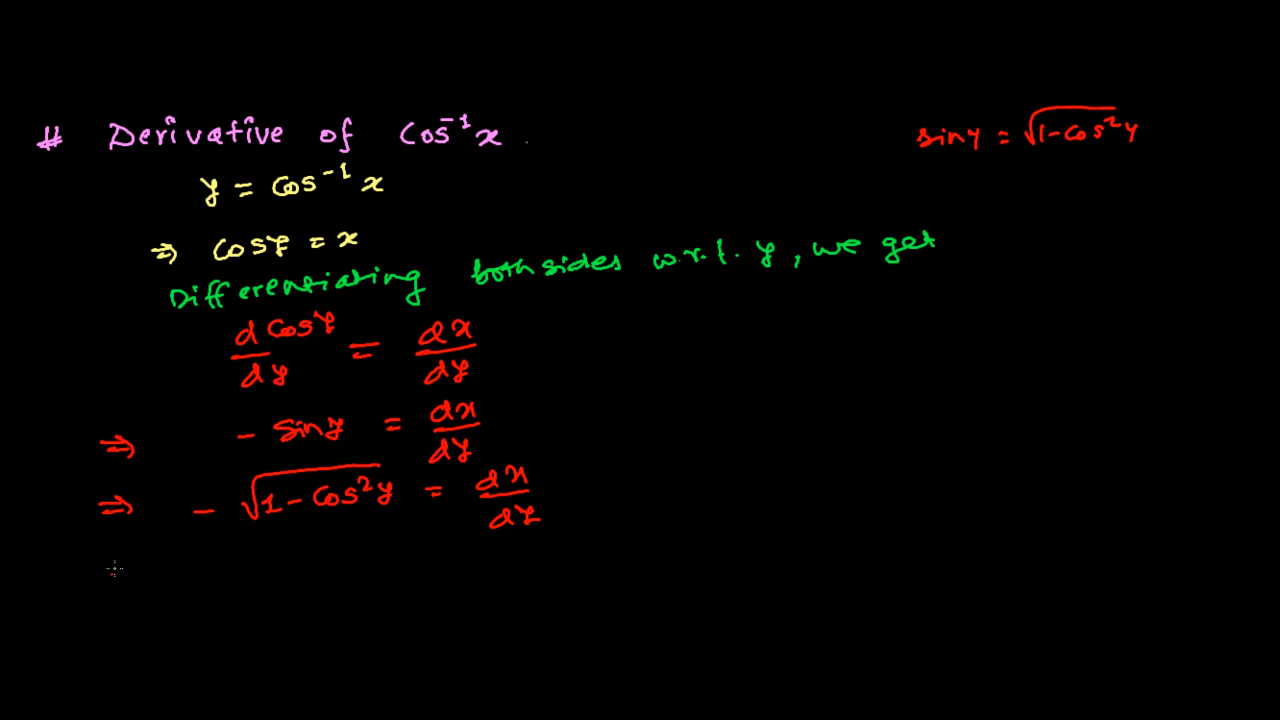 # Derivative of Cos⁻¹x .
sin y = √(1-Cos²y)
y = Cos⁻¹ x
⇒ Cos y = x
Differentiating both sides w.r.t. y, we get
d Cos y / dy = dx / dy
⇒ - Sin y = dx / dy
⇒ - √(1 - Cos²y) = dx / dy